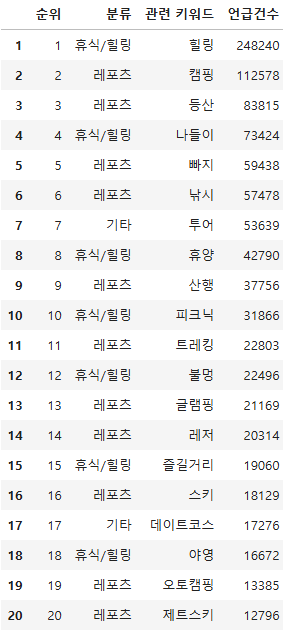 순위 분류 관련 키워드 언급건수
1 1 휴식/힐링 힐링 248240
2 2 레포츠 캠핑 112578
3 3 레포츠 등산 83815
4 4 휴식/힐링 나들이 73424
5 5 레포츠 빠지 59438
6 6 레포츠 낚시 57478
7 7 기타 투어 53639
8 8 휴식/힐링 휴양 42790
9 9 레포츠 산행 37756
10 10 휴식/힐링 피크닉 31866
11 11 레포츠 트레킹 22803
12 12 휴식/힐링 불멍 22496
13 13 레포츠 글램핑 21169
14 14 레포츠 레저 20314
15 15 휴식/힐링 즐길거리 19060
16 16 레포츠 스키 18129
17 17 기타 데이트코스 17276
18 18 휴식/힐링 야영 16672
19 19 레포츠 오토캠핑 13385
20 20 레포츠 제트스키 12796